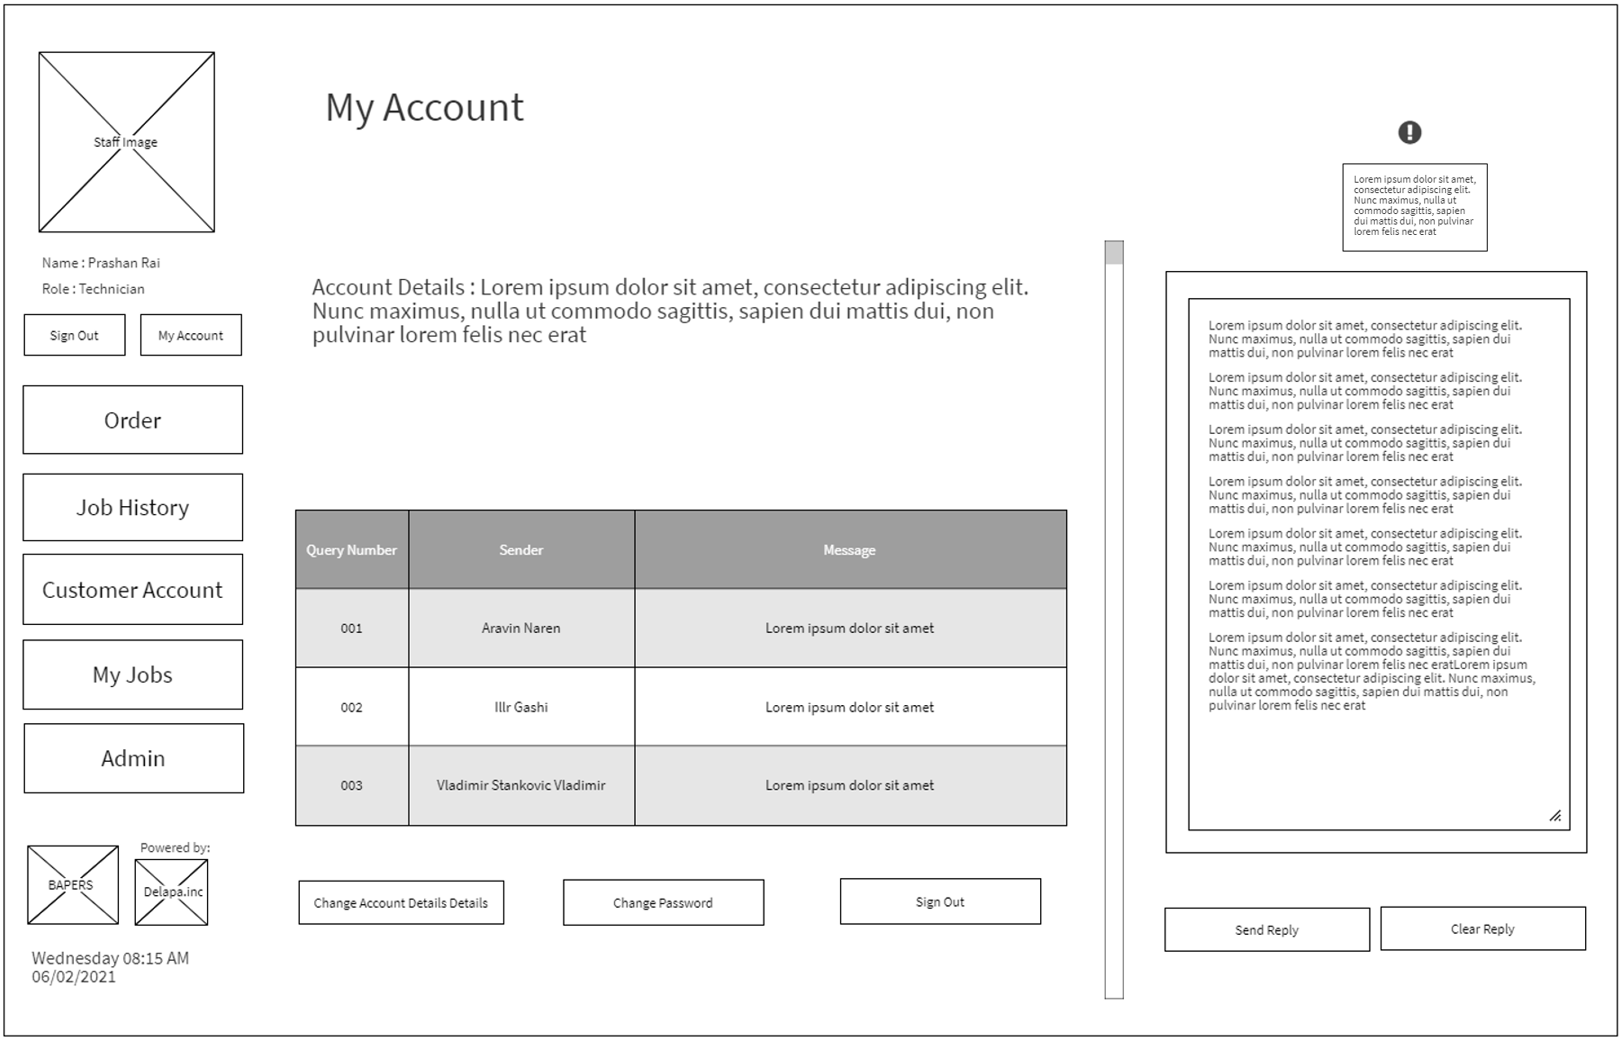 Staff Image
Name : Prashan Rai
Role : Technician
Sign Out
My Account
Order
Job History
Customer Account
My Jobs
Admin
BAPERS
Powered by:
Delapa.inc
Wednesday 08:15 AM
06/02/2021
My Account
Account Details : Lorem ipsum dolor sit amet, consectetur adipiscing elit.
Nunc maximus, nulla ut commodo sagittis, sapien dui mattis dui, non
pulvinar lorem felis nec erat
Query Number Sender Message
001 Aravin Naren Lorem ipsum dolor sit amet
002 Illr Gashi Lorem ipsum dolor sit amet
003 Vladimir Stankovic Vladimir Lorem ipsum dolor sit amet
Change Account Details Details
Change Password
Sign Out
Lorem ipsum dolor sit amet,
consectetur adipiscing elit.
Nunc maximus, nulla ut
commodo sagittis, sapien
dui mattis dui, non pulvinar
lorem felis nec erat
Lorem ipsum dolor sit amet, consectetur adipiscing elit.
Nunc maximus, nulla ut commodo sagittis, sapien dui
mattis dui, non pulvinar lorem felis nec erat
Lorem ipsum dolor sit amet, consectetur adipiscing elit.
Nunc maximus, nulla ut commodo sagittis, sapien dui
mattis dui, non pulvinar lorem felis nec erat
Lorem ipsum dolor sit amet, consectetur adipiscing elit.
Nunc maximus, nulla ut commodo sagittis, sapien dui
mattis dui, non pulvinar lorem felis nec erat
Lorem ipsum dolor sit amet, consectetur adipiscing elit.
Nunc maximus, nulla ut commodo sagittis, sapien dui
mattis dui, non pulvinar lorem felis nec erat
Lorem ipsum dolor sit amet, consectetur adipiscing elit.
Nunc maximus, nulla ut commodo sagittis, sapien dui
mattis dui, non pulvinar lorem felis nec erat
Lorem ipsum dolor sit amet, consectetur adipiscing elit.
Nunc maximus, nulla ut commodo sagittis, sapien dui
mattis dui, non pulvinar lorem felis nec erat
Lorem ipsum dolor sit amet, consectetur adipiscing elit.
Nunc maximus, nulla ut commodo sagittis, sapien dui
mattis dui, non pulvinar lorem felis nec eratLorem ipsum
dolor sit amet, consectetur adipiscing elit. Nunc maximus,
nulla ut commodo sagittis, sapien dui mattis dui, non
pulvinar lorem felis nec erat
Send Reply
Clear Reply